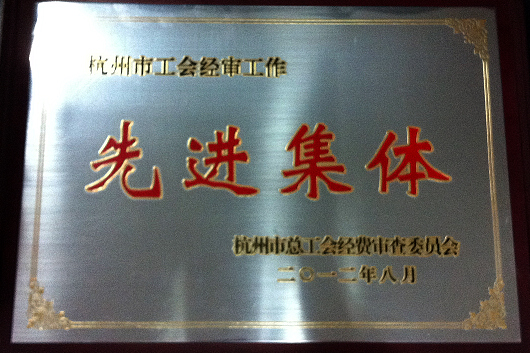 杭州市工会经审工作
先进集体
杭州市总工会经费审查委员会
二〇一二年八月